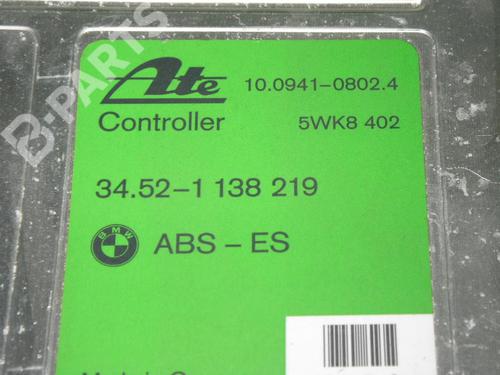 Ate 10.0941-0802.4
Controller 5WK8 402
34.52-1 138 219
BMW ABS - ES
B-PARTS